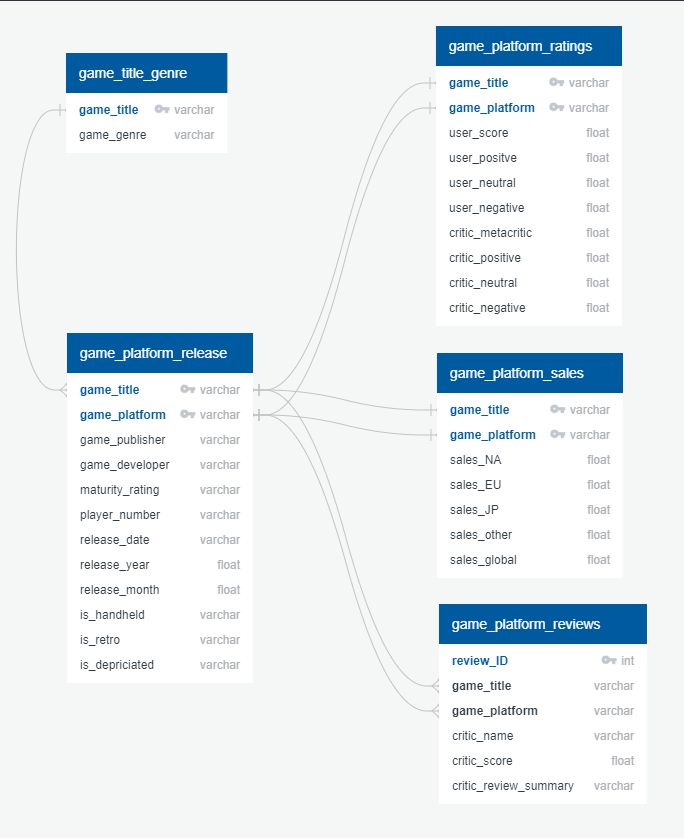 game_title_genre
game_title varchar
game_genre varchar
game_platform_release
game_title varchar
game_platform varchar
game_publisher varchar
game_developer varchar
maturity_rating varchar
player_number varchar
release_date varchar
release_year float
release_month float
is_handheld varchar
is_retro varchar
is_depriciated varchar
game_platform_ratings
game_title varchar
game_platform varchar
user_score float
user_positve float
user_neutral float
user_negative float
critic_metacritic float
critic_positive float
critic_neutral float
critic_negative float
game_platform_sales
game_title varchar
game_platform varchar
sales_NA float
sales_EU float
sales_JP float
sales_other float
sales_global float
game_platform_reviews
review_ID int
game_title varchar
game_platform varchar
critic_name varchar
critic_score float
critic_review_summary varchar